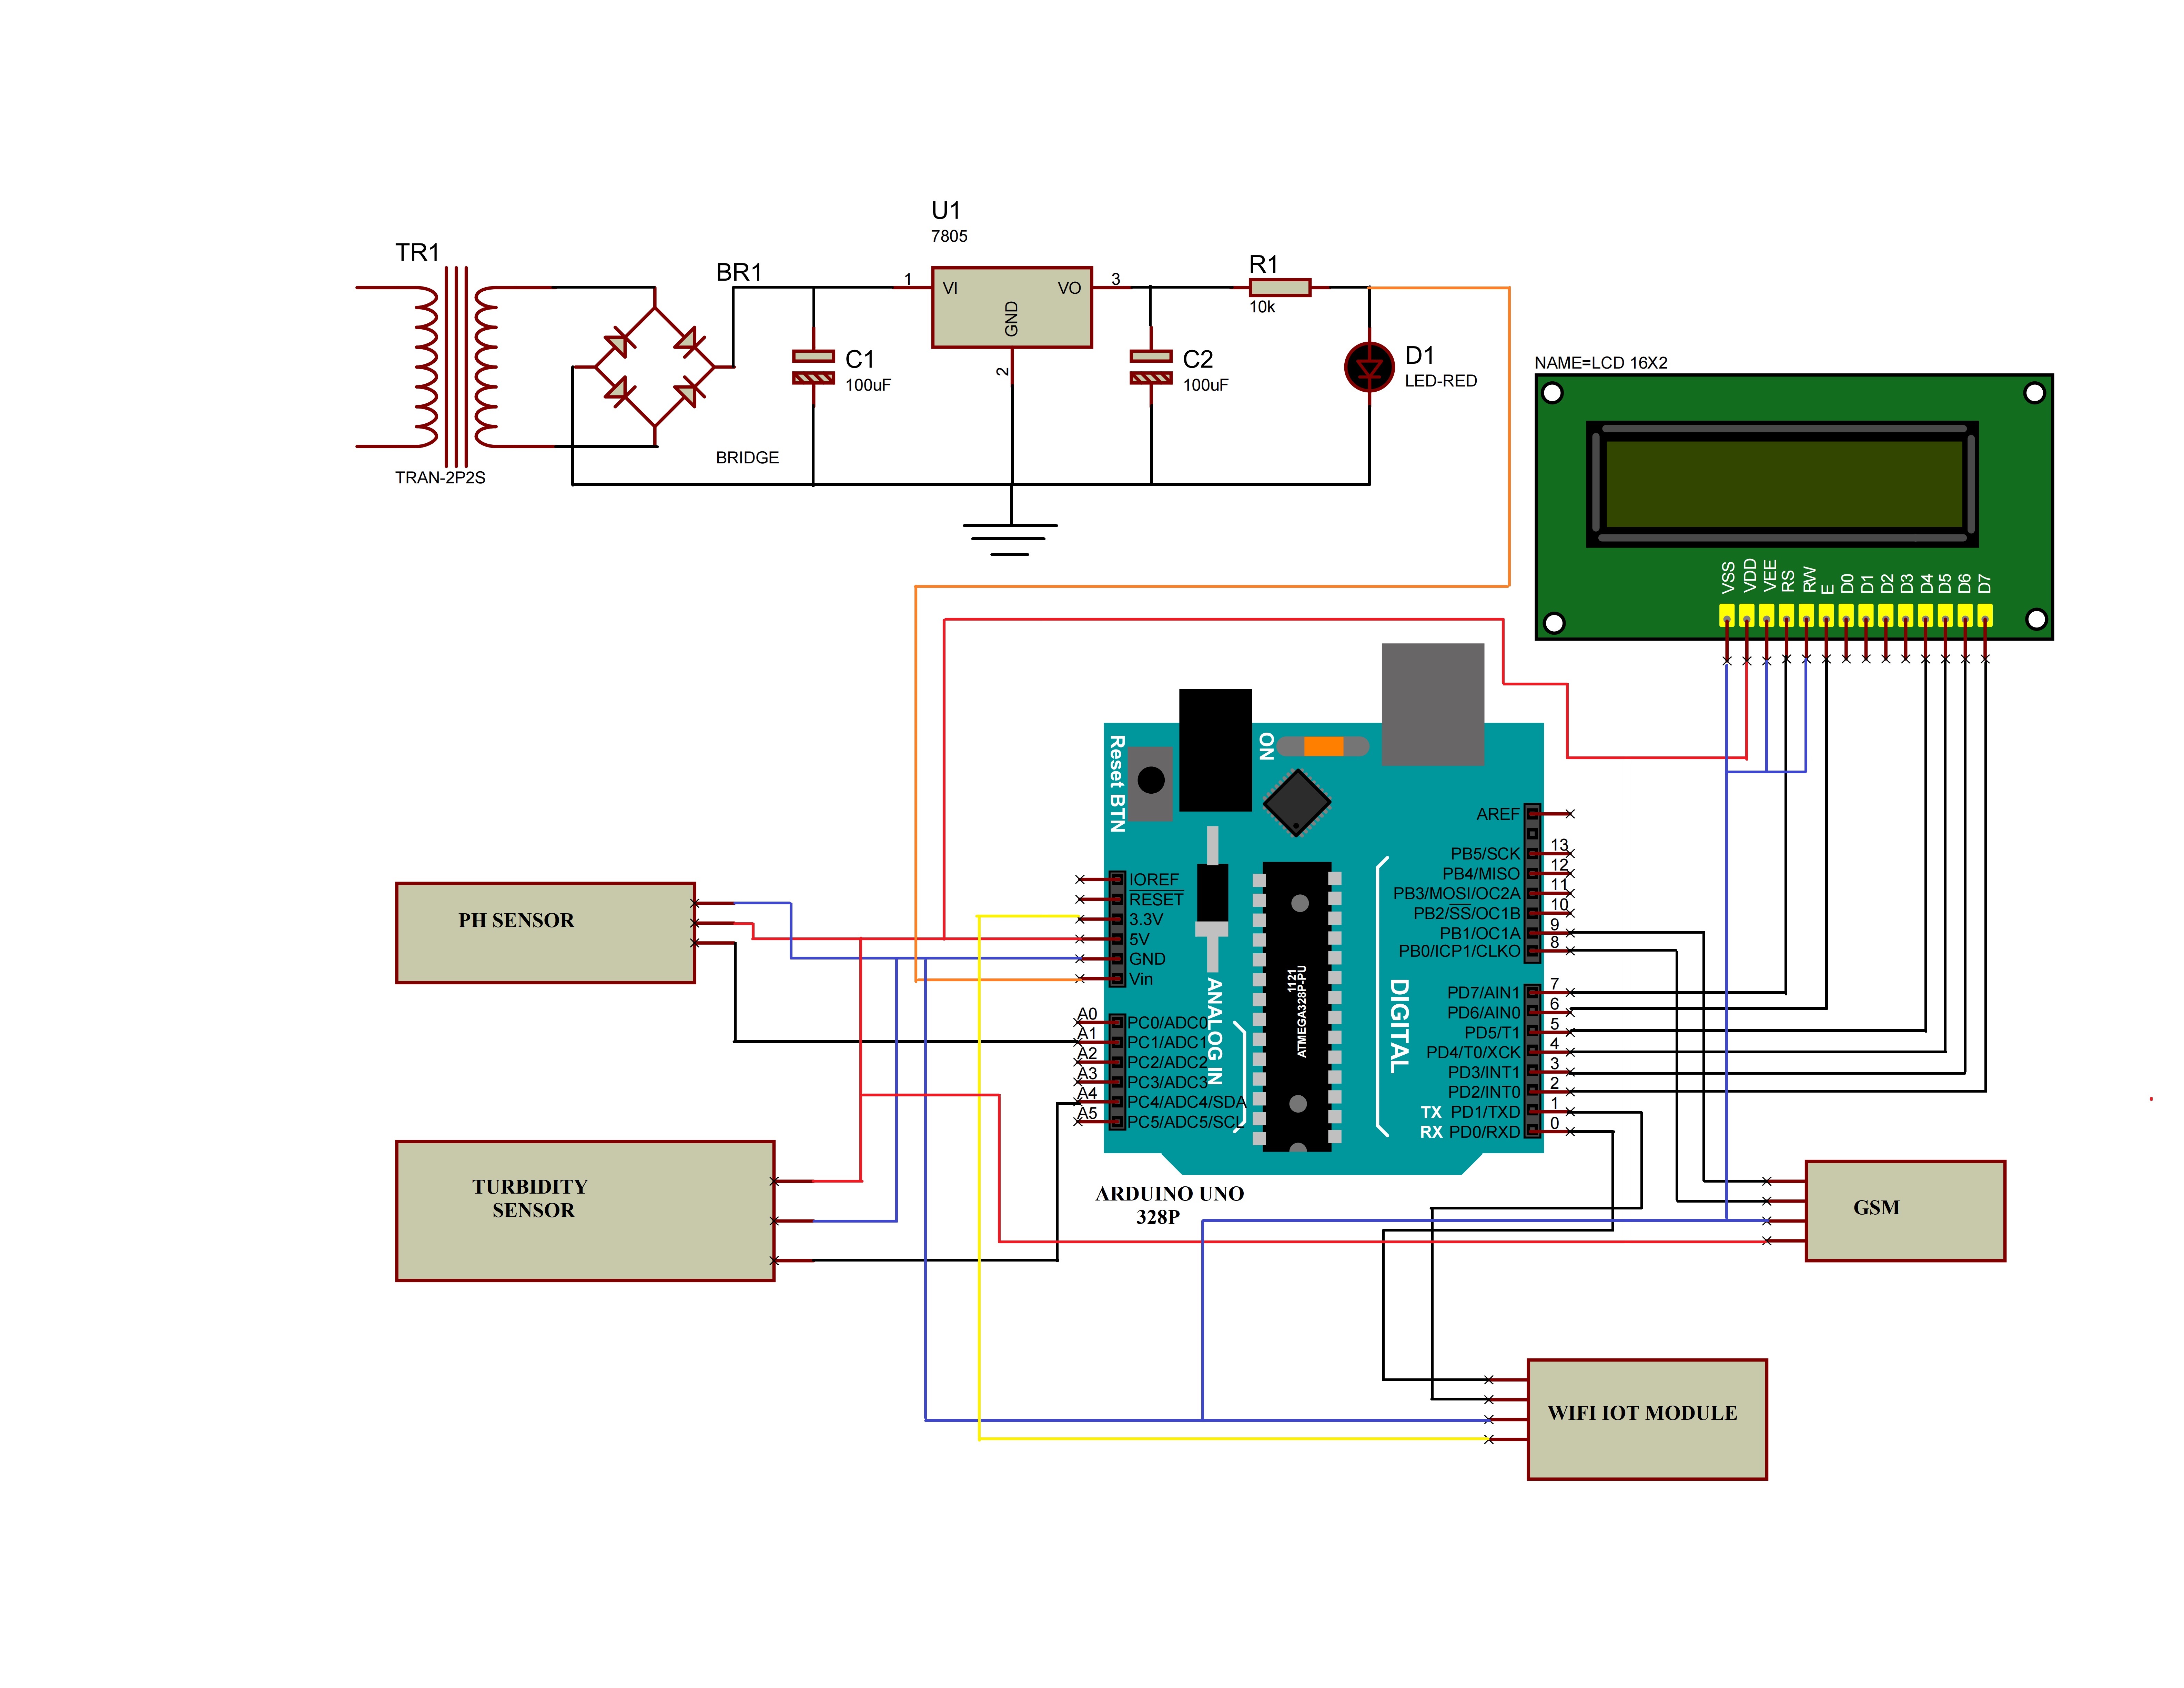 U1
7805
TR1
TRAN-2P2S
BR1
BRIDGE
1
VI
VO
3
GND
2
C1
100uF
C2
100uF
R1
10k
D1
LED-RED
NAME=LCD 16X2
VSS
VDD
VEE
RS
RW
E
D0
D1
D2
D3
D4
D5
D6
D7
Reset BTN
ON
PH SENSOR
TURBIDITY
SENSOR
IOREF
RESET
3.3V
5V
GND
Vin
A0
PC0/ADC0
A1
PC1/ADC1
A2
PC2/ADC2
A3
PC3/ADC3
A4
PC4/ADC4/SDA
A5
PC5/ADC5/SCL
ANALOG IN
1121
ATMEGA328P-PU
DIGITAL
AREF
PB5/SCK 13
PB4/MISO 12
PB3/MOSI/OC2A 11
PB2/SS/OC1B 10
PB1/OC1A 9
PB0/ICP1/CLKO 8
PD7/AIN1 7
PD6/AIN0 6
PD5/T1 5
PD4/T0/XCK 4
PD3/INT1 3
PD2/INT0 2
TX PD1/TXD 1
RX PD0/RXD 0
ARDUINO UNO
328P
GSM
WIFI IOT MODULE